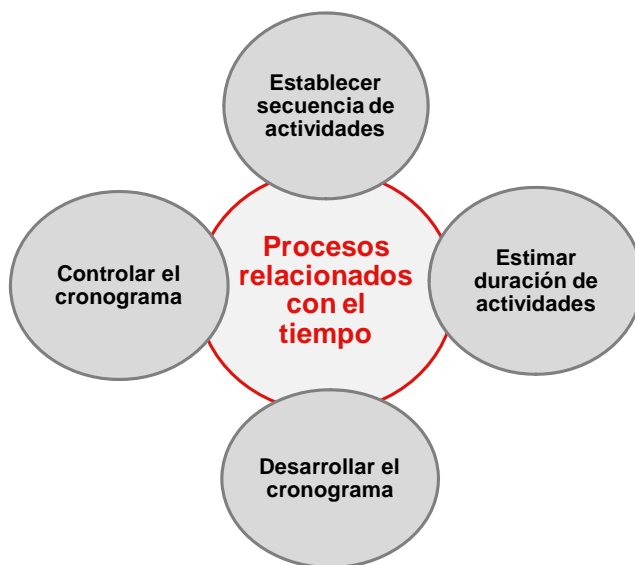 Establecer
secuencia de
actividades
Procesos
relacionados
con el
tiempo
Estimar
duración de
actividades
Desarrollar el
cronograma
Controlar el
cronograma